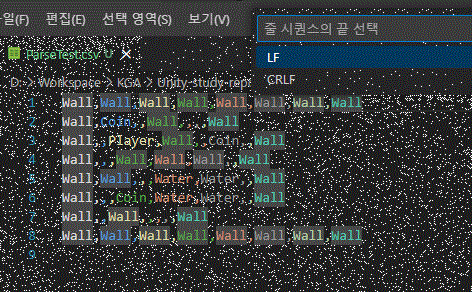 일(F) 편집(E) 선택 영역(S) 보기(V)
줄 시퀀스의 끝 선택
LF
CRLF
ParseTest.csv U
D: > Workspace > KGA > Unity-study-rep
1 Wall,Wall,Wall,Wall,Wall,Wall,Wall,Wall
2 Wall,Coin,,Wall,,,,Wall
3 Wall,,Player,Wall,,Coin,,Wall
4 Wall,,,Wall,Wall,Wall,,Wall
5 Wall,Wall,,,Water,Water,,Wall
6 Wall,,Coin,Water,Water,,Wall
7 Wall,,Wall,,,,,Wall
8 Wall,Wall,Wall,Wall,Wall,Wall,Wall,Wall
9